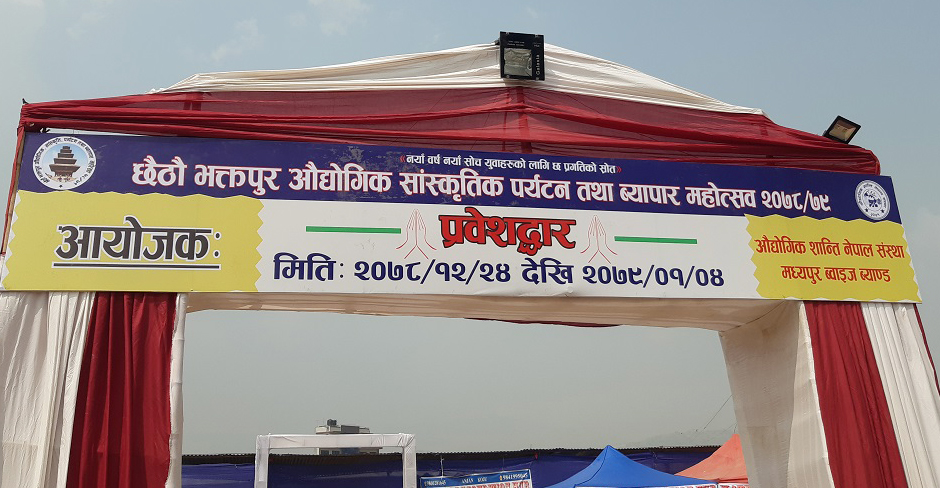 “नयाँ वर्ष नयाँ सोच युवाहरुको लागि छ प्रगतिको स्रोत”
छैठौ भक्तपुर औद्योगिक सांस्कृतिक पर्यटन तथा ब्यापार महोत्सव २०७८/७९
आयोजक:
प्रवेशद्धार
मिति: २०७८/१२/२४ देखि २०७९/०१/०४
औद्योगिक शान्ति नेपाल संस्था
मध्यपुर ब्वाइज ब्याण्ड